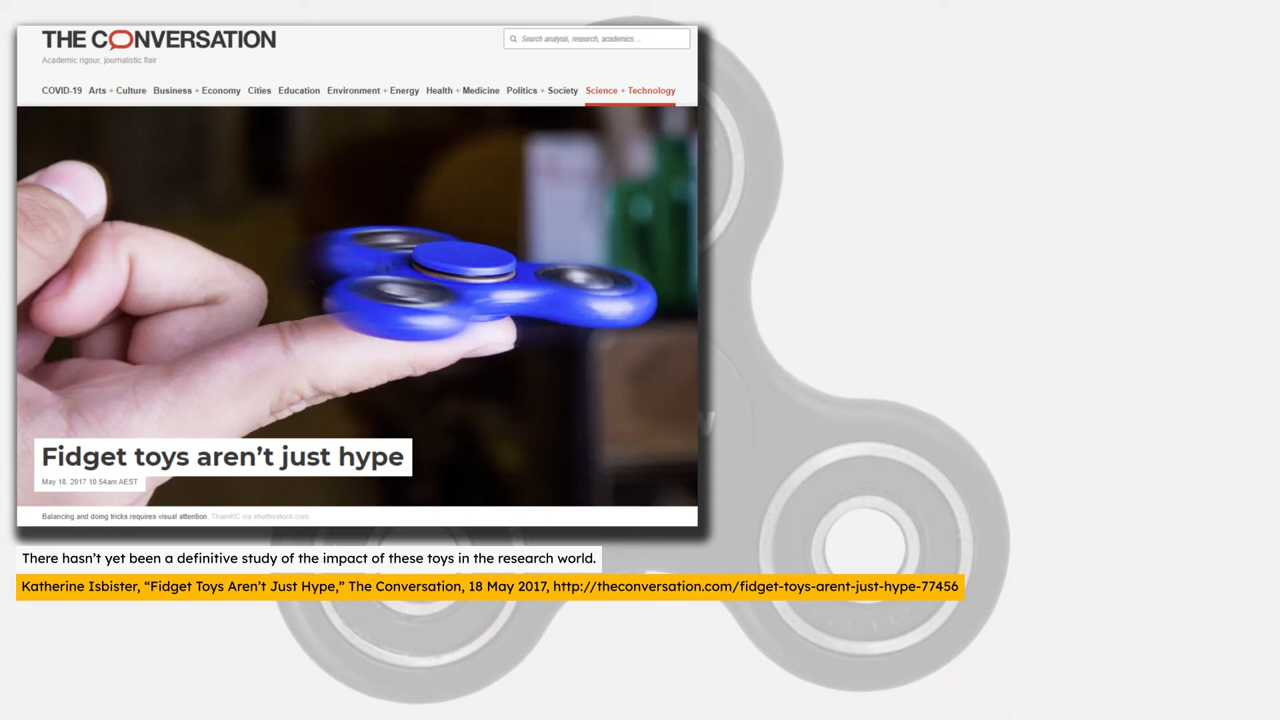 THE CONVERSATION
Academic rigour, journalistic flair
Search analysis, research, academics…
COVID-19 Arts + Culture Business + Economy Cities Education Environment + Energy Health + Medicine Politics + Society Science + Technology
Fidget toys aren’t just hype
May 18, 2017 10.54am AEST
Balancing and doing tricks requires visual attention. ThamKC via shutterstock.com
There hasn’t yet been a definitive study of the impact of these toys in the research world.
Katherine Isbister, “Fidget Toys Aren’t Just Hype,” The Conversation, 18 May 2017, http://theconversation.com/fidget-toys-arent-just-hype-77456